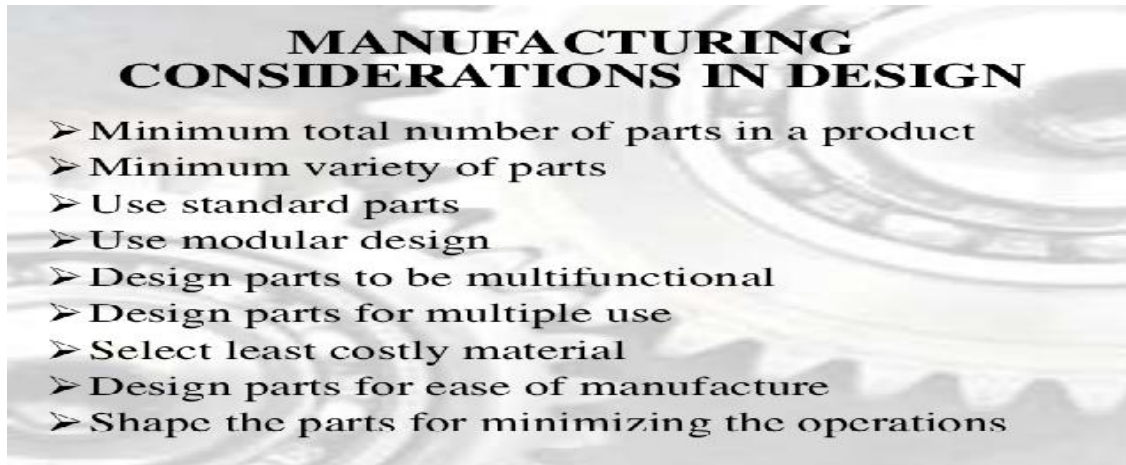 MANUFACTURING
CONSIDERATIONS IN DESIGN
➢ Minimum total number of parts in a product
➢ Minimum variety of parts
➢ Use standard parts
➢ Use modular design
➢ Design parts to be multifunctional
➢ Design parts for multiple use
➢ Select least costly material
➢ Design parts for ease of manufacture
➢ Shape the parts for minimizing the operations